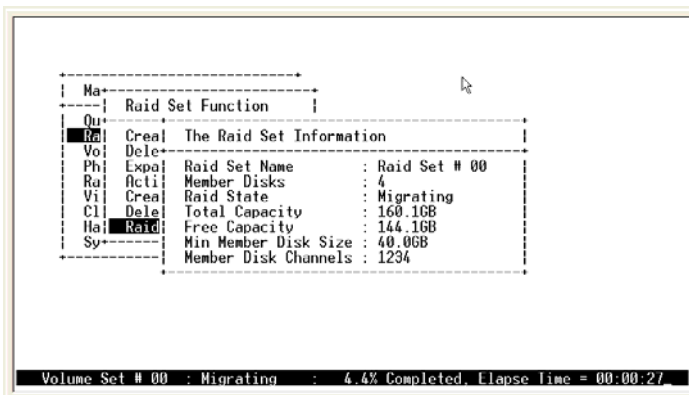 Ma
Raid Set Function
Qu
The Raid Set Information
Ra Crea
Vo Dele
Ph Expa Raid Set Name : Raid Set # 00
Ra Acti Member Disks : 4
Vi Crea Raid State : Migrating
Cl Dele Total Capacity : 160.1GB
Ha Raid Free Capacity : 144.1GB
Sy Min Member Disk Size : 40.0GB
Member Disk Channels : 1234
Volume Set # 00 : Migrating : 4.4% Completed, Elapse Time = 00:00:27_